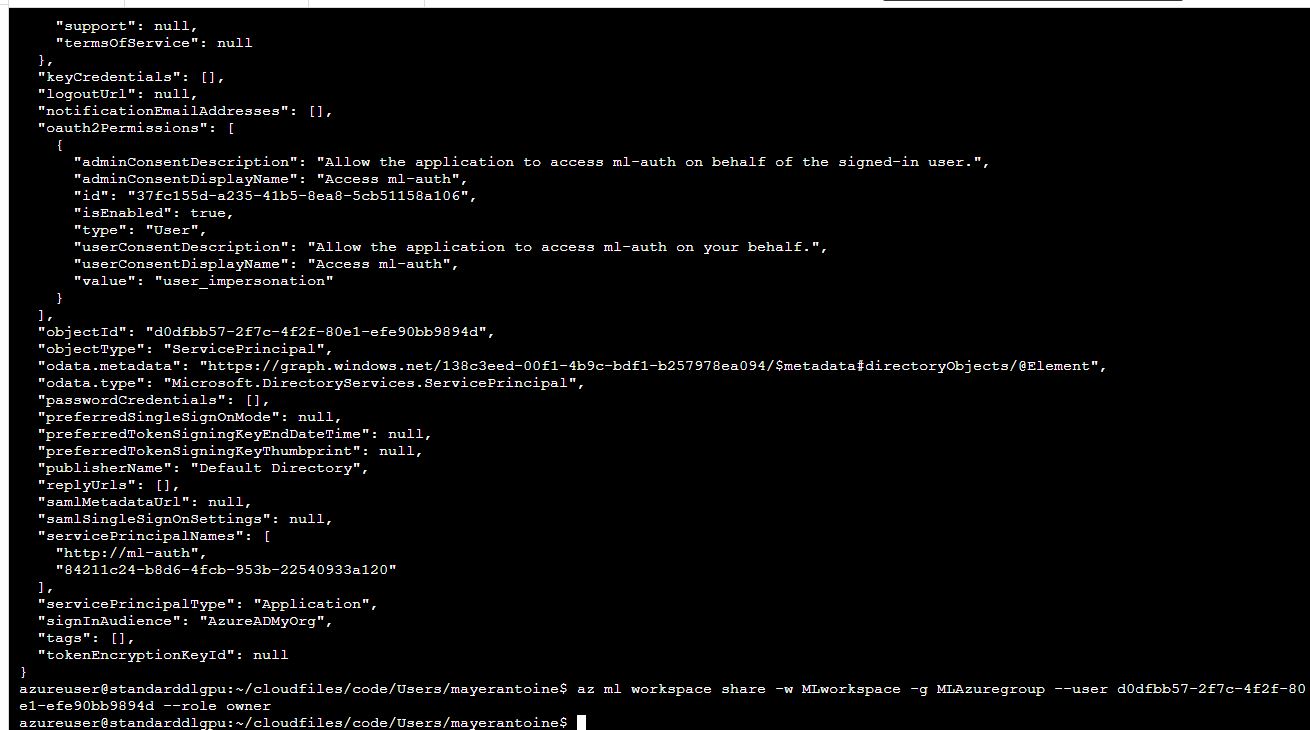 "support": null,
"termsOfService": null
},
"keyCredentials": [],
"logoutUrl": null,
"notificationEmailAddresses": [],
"oauth2Permissions": [
{
"adminConsentDescription": "Allow the application to access ml-auth on behalf of the signed-in user.",
"adminConsentDisplayName": "Access ml-auth",
"id": "37fc155d-a235-41b5-8ea8-5cb51158a106",
"isEnabled": true,
"type": "User",
"userConsentDescription": "Allow the application to access ml-auth on your behalf.",
"userConsentDisplayName": "Access ml-auth",
"value": "user_impersonation"
}
],
"objectId": "d0dfbb57-2f7c-4f2f-80e1-efe90bb9894d",
"objectType": "ServicePrincipal",
"odata.metadata": "https://graph.windows.net/138c3eed-00f1-4b9c-bdf1-b257978ea094/$metadata#directoryObjects/@Element",
"odata.type": "Microsoft.DirectoryServices.ServicePrincipal",
"passwordCredentials": [],
"preferredSingleSignOnMode": null,
"preferredTokenSigningKeyEndDateTime": null,
"preferredTokenSigningKeyThumbprint": null,
"publisherName": "Default Directory",
"replyUrls": [],
"samlMetadataUrl": null,
"samlSingleSignOnSettings": null,
"servicePrincipalNames": [
"http://ml-auth",
"84211c24-b8d6-4fcb-953b-22540933a120"
],
"servicePrincipalType": "Application",
"signInAudience": "AzureADMyOrg",
"tags": [],
"tokenEncryptionKeyId": null
}
azureuser@standarddlgpu:~/cloudfiles/code/Users/mayerantoine$ az ml workspace share -w MLworkspace -g MLAzuregroup --user d0dfbb57-2f7c-4f2f-80
e1-efe90bb9894d --role owner
azureuser@standarddlgpu:~/cloudfiles/code/Users/mayerantoine$